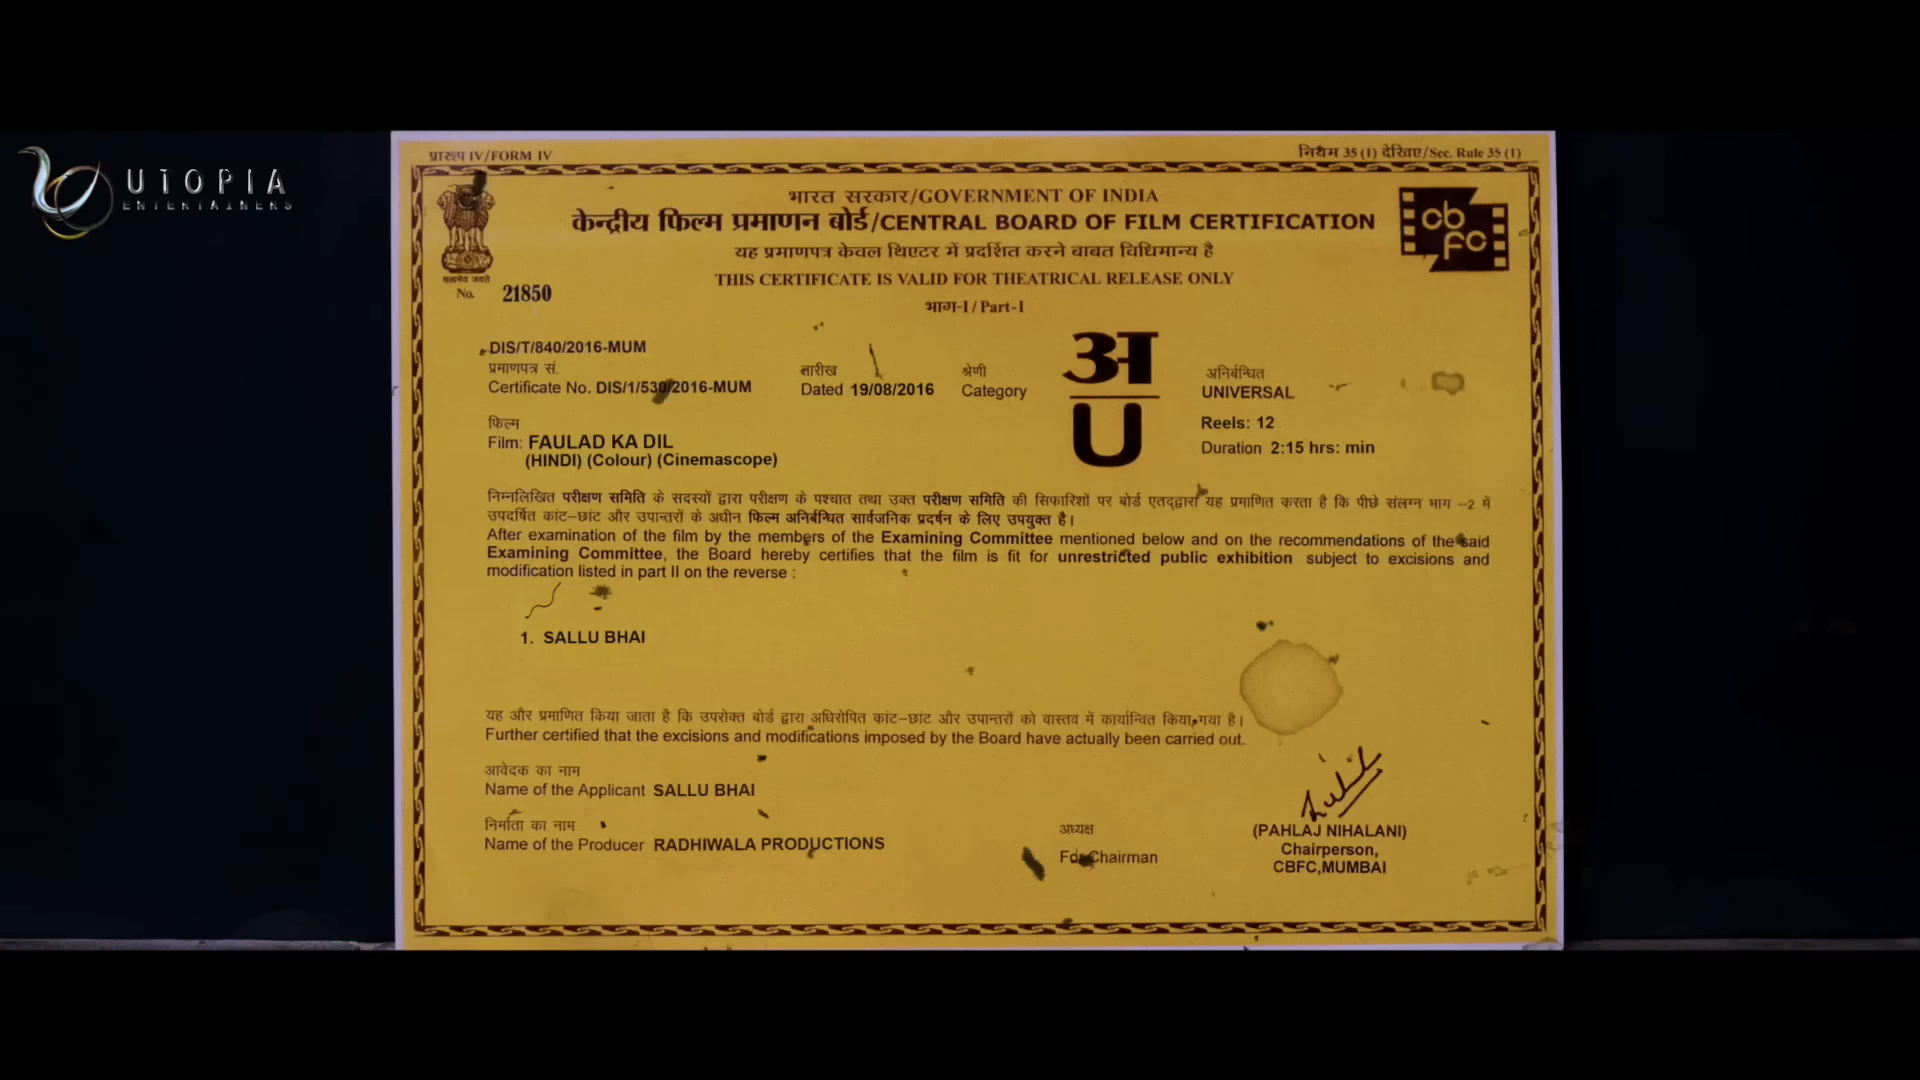 UTOPIA
ENTERTAINERS
प्रारूप IV/FORM IV
नियम 35 (1) देखिए/Sec. Rule 35 (1)
भारत सरकार/GOVERNMENT OF INDIA
केन्द्रीय फिल्म प्रमाणन बोर्ड/CENTRAL BOARD OF FILM CERTIFICATION
cb
fc
यह प्रमाणपत्र केवल थिएटर में प्रदर्शित करने बाबत विधिमान्य है
THIS CERTIFICATE IS VALID FOR THEATRICAL RELEASE ONLY
सत्यमेव जयते
No. 21850
भाग-I / Part-I
DIS/T/840/2016-MUM
प्रमाणपत्र सं.
Certificate No. DIS/1/530/2016-MUM
तारीख
Dated 19/08/2016
श्रेणी
Category
अ
U
अनिर्बन्धित
UNIVERSAL
Reels: 12
Duration 2:15 hrs: min
फिल्म
Film: FAULAD KA DIL
(HINDI) (Colour) (Cinemascope)
निम्नलिखित परीक्षण समिति के सदस्यों द्वारा परीक्षण के पश्चात तथा उक्त परीक्षण समिति की सिफारिशों पर बोर्ड एतद्द्वारा यह प्रमाणित करता है कि पीछे संलग्न भाग -2 में
उपदर्षित कांट-छांट और उपान्तरों के अधीन फिल्म अनिर्बन्धित सार्वजनिक प्रदर्षन के लिए उपयुक्त है।
After examination of the film by the members of the Examining Committee mentioned below and on the recommendations of the said
Examining Committee, the Board hereby certifies that the film is fit for unrestricted public exhibition subject to excisions and
modification listed in part II on the reverse :
1. SALLU BHAI
यह और प्रमाणित किया जाता है कि उपरोक्त बोर्ड द्वारा अधिरोपित कांट-छांट और उपान्तरों को वास्तव में कार्यान्वित किया गया है।
Further certified that the excisions and modifications imposed by the Board have actually been carried out.
आवेदक का नाम
Name of the Applicant SALLU BHAI
निर्माता का नाम
Name of the Producer RADHIWALA PRODUCTIONS
अध्यक्ष
For Chairman
(PAHLAJ NIHALANI)
Chairperson,
CBFC,MUMBAI